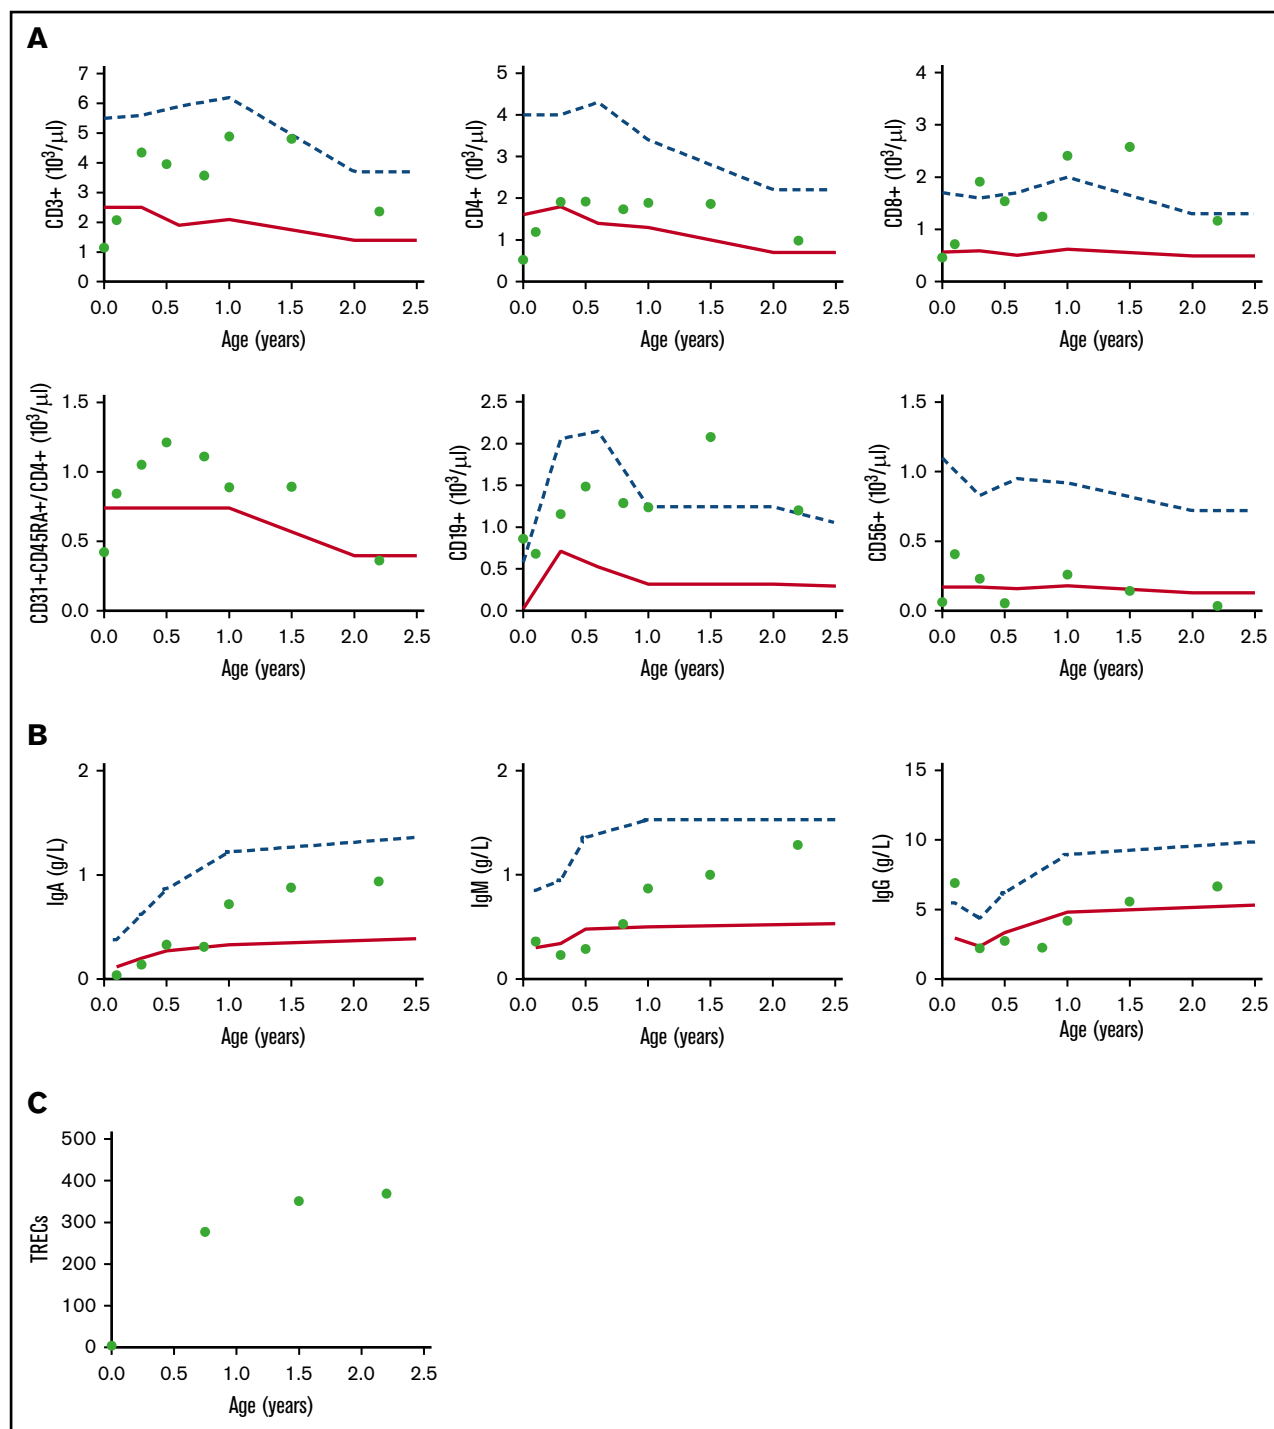 A
CD3+ (10³/µl)
7
6
5
4
3
2
1
0
0.0 0.5 1.0 1.5 2.0 2.5
Age (years)
CD4+ (10³/µl)
5
4
3
2
1
0
0.0 0.5 1.0 1.5 2.0 2.5
Age (years)
CD8+ (10³/µl)
4
3
2
1
0
0.0 0.5 1.0 1.5 2.0 2.5
Age (years)
CD31+CD45RA+/CD4+ (10³/µl)
1.5
1.0
0.5
0.0
0.0 0.5 1.0 1.5 2.0 2.5
Age (years)
CD19+ (10³/µl)
2.5
2.0
1.5
1.0
0.5
0.0
0.0 0.5 1.0 1.5 2.0 2.5
Age (years)
CD56+ (10³/µl)
1.5
1.0
0.5
0.0
0.0 0.5 1.0 1.5 2.0 2.5
Age (years)
B
IgA (g/L)
2
1
0
0.0 0.5 1.0 1.5 2.0 2.5
Age (years)
IgM (g/L)
2
1
0
0.0 0.5 1.0 1.5 2.0 2.5
Age (years)
IgG (g/L)
15
10
5
0
0.0 0.5 1.0 1.5 2.0 2.5
Age (years)
C
TRECs
500
400
300
200
100
0
0.0 0.5 1.0 1.5 2.0 2.5
Age (years)